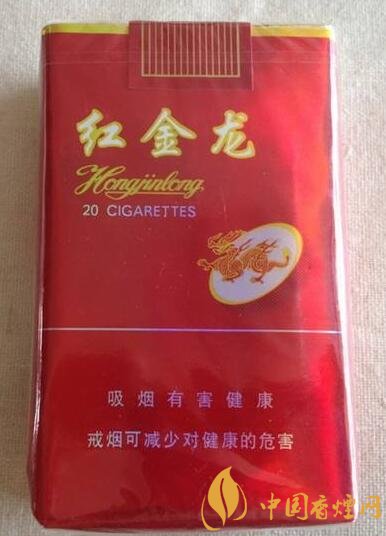 红金龙
Hongjinlong
20 CIGARETTES
吸烟有害健康
戒烟可减少对健康的危害
中国香烟网